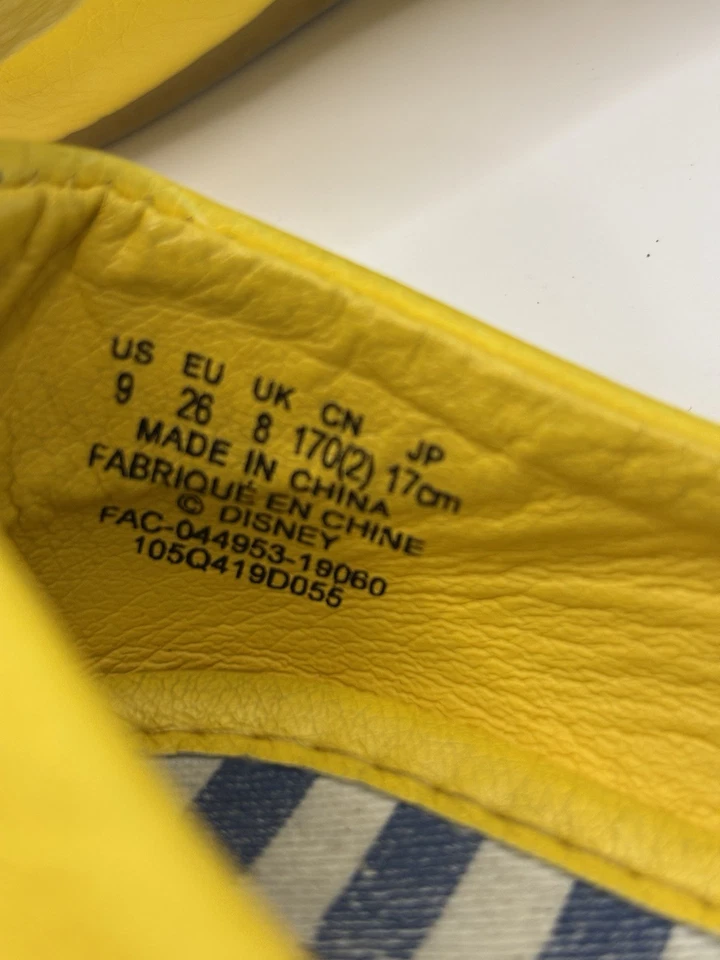 US EU UK CN JP
9 26 8 170(2) 17cm
MADE IN CHINA
FABRIQUÉ EN CHINE
© DISNEY
FAC-044953-19060
105Q419D055